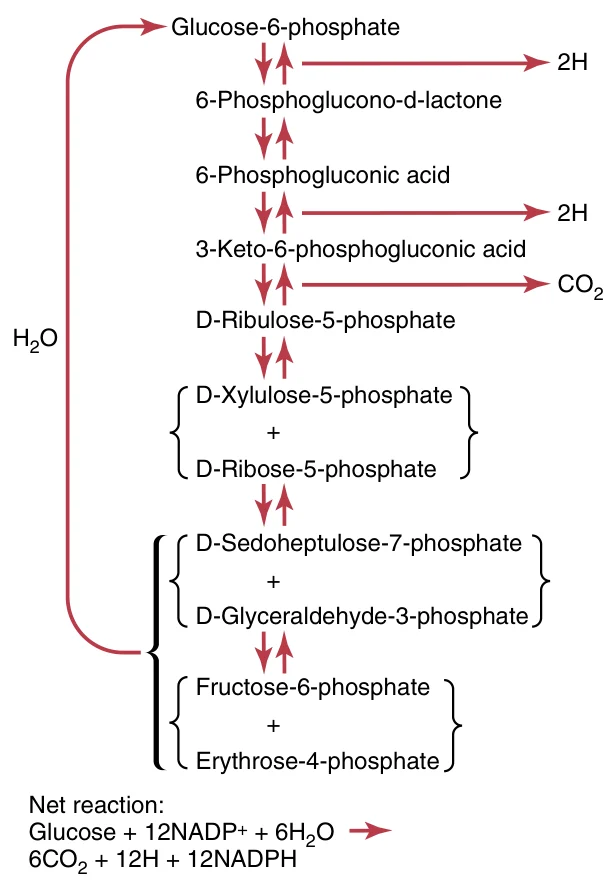 Glucose-6-phosphate
2H
6-Phosphoglucono-d-lactone
6-Phosphogluconic acid
2H
3-Keto-6-phosphogluconic acid
CO₂
D-Ribulose-5-phosphate
H₂O
D-Xylulose-5-phosphate
+
D-Ribose-5-phosphate
D-Sedoheptulose-7-phosphate
+
D-Glyceraldehyde-3-phosphate
Fructose-6-phosphate
+
Erythrose-4-phosphate
Net reaction:
Glucose + 12NADP⁺ + 6H₂O →
6CO₂ + 12H + 12NADPH